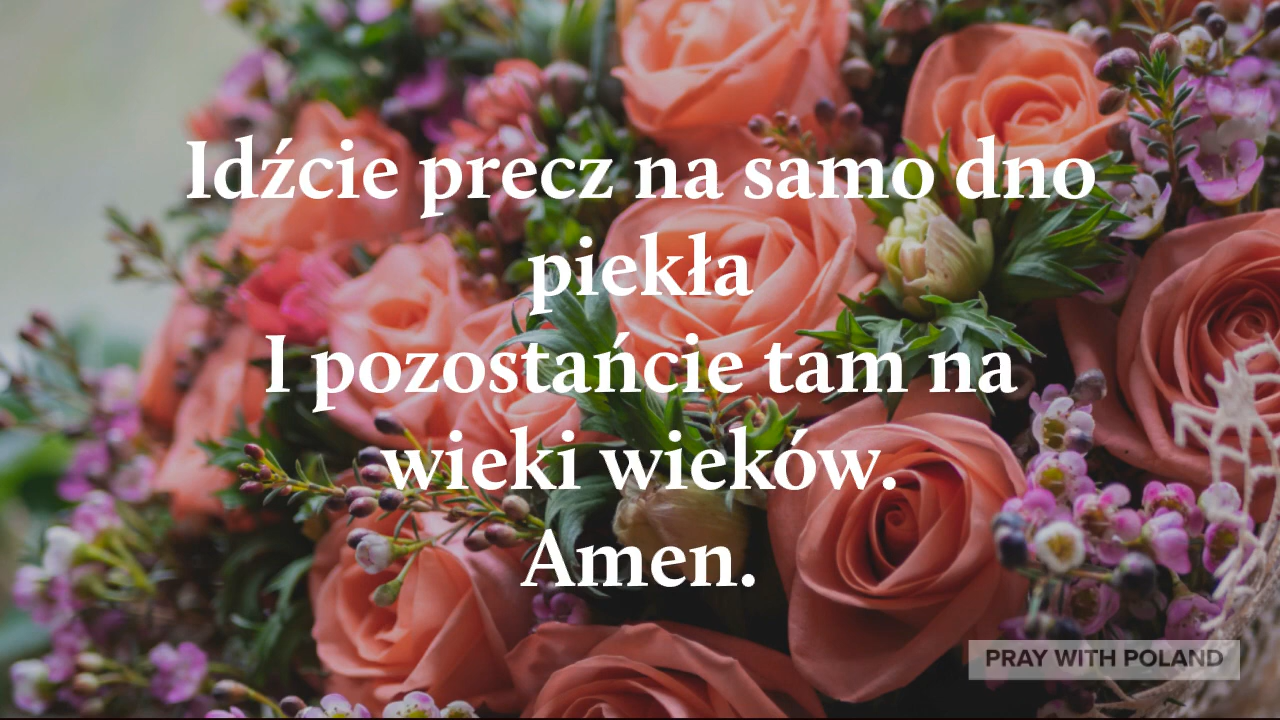 Idźcie precz na samo dno
piekła
I pozostańcie tam na
wieki wieków.
Amen.
PRAY WITH POLAND